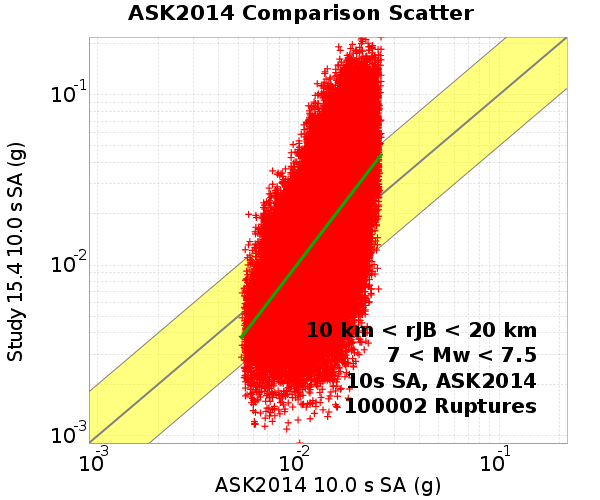 ASK2014 Comparison Scatter
Study 15.4 10.0 s SA (g)
10-1
10-2
10-3
10 km < rJB < 20 km
7 < Mw < 7.5
10s SA, ASK2014
100002 Ruptures
10-3 10-2 10-1
ASK2014 10.0 s SA (g)